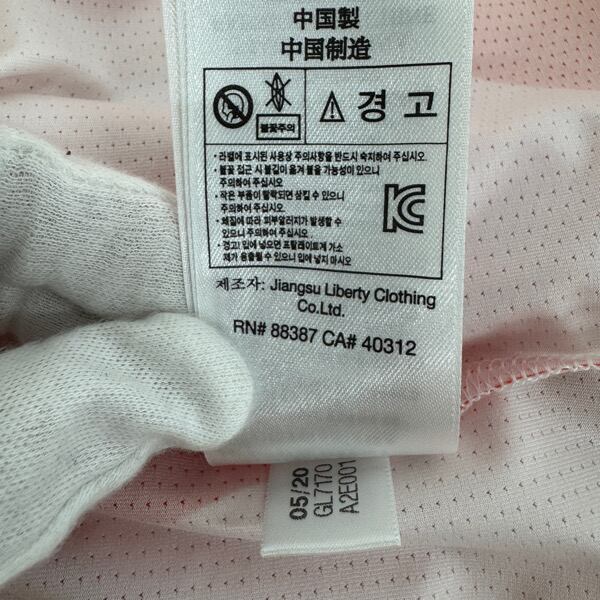 中国製
中国制造
불꽃주의
⚠ 경 고
• 라벨에 표시된 사용상 주의사항을 반드시 숙지하여 주십시오
• 불꽃 접근 시 불길이 옮겨 붙을 가능성이 있으니
주의하여 주십시오
• 작은 부품이 탈락되면 삼킬 수 있으니
주의하여 주십시오
• 체질에 따라 피부알러지가 발생할 수
있으니 주의하여 주십시오
• 경고! 입에 넣으면 프탈레이트계 가소
제가 용출될 수 있으니 입에 넣지 마시오
제조자: Jiangsu Liberty Clothing
Co.Ltd.
RN# 88387 CA# 40312
05/20
GL7170
A2E001